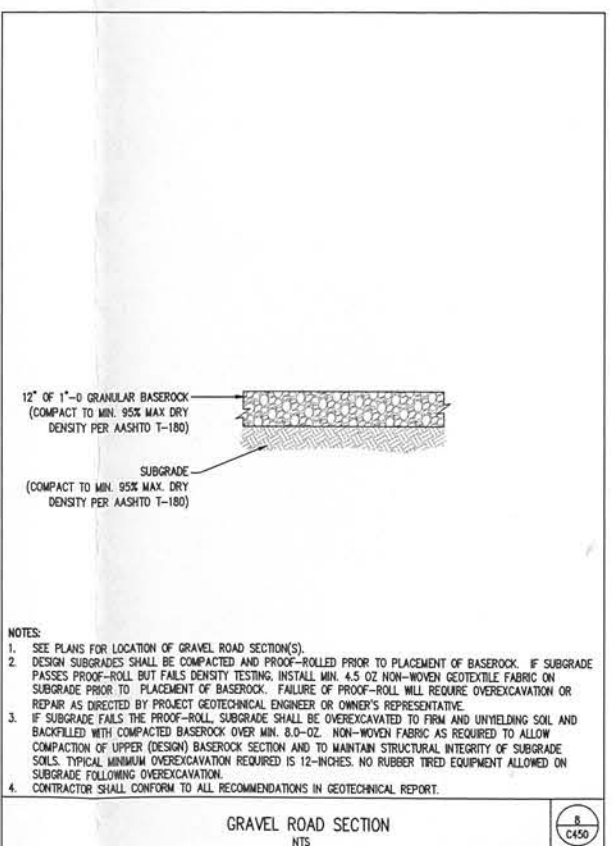 12" OF 1"-0 GRANULAR BASEROCK
(COMPACT TO MIN. 95% MAX DRY
DENSITY PER AASHTO T-180)
SUBGRADE
(COMPACT TO MIN. 95% MAX. DRY
DENSITY PER AASHTO T-180)
NOTES:
1. SEE PLANS FOR LOCATION OF GRAVEL ROAD SECTION(S).
2 DESIGN SUBGRADES SHALL BE COMPACTED AND PROOF-ROLLED PRIOR TO PLACEMENT OF BASEROCK. IF SUBGRADE
PASSES PROOF-ROLL BUT FAILS DENSITY TESTING, INSTALL MIN. 4.5 OZ NON-WOVEN GEOTEXTILE FABRIC ON
SUBGRADE PRIOR TO PLACEMENT OF BASEROCK. FAILURE OF PROOF-ROLL WILL REQUIRE OVEREXCAVATION OR
REPAIR AS DIRECTED BY PROJECT GEOTECHNICAL ENGINEER OR OWNER'S REPRESENTATIVE.
3. IF SUBGRADE FAILS THE PROOF-ROLL, SUBGRADE SHALL BE OVEREXCAVATED TO FIRM AND UNYIELDING SOIL AND
BACKFILLED WITH COMPACTED BASEROCK OVER MIN. 8.0-OZ. NON-WOVEN FABRIC AS REQUIRED TO ALLOW
COMPACTION OF UPPER (DESIGN) BASEROCK SECTION AND TO MAINTAIN STRUCTURAL INTEGRITY OF SUBGRADE
SOILS. TYPICAL MINIMUM OVEREXCAVATION REQUIRED IS 12-INCHES. NO RUBBER TIRED EQUIPMENT ALLOWED ON
SUBGRADE FOLLOWING OVEREXCAVATION.
4. CONTRACTOR SHALL CONFORM TO ALL RECOMMENDATIONS IN GEOTECHNICAL REPORT.
GRAVEL ROAD SECTION
NTS
8
C450